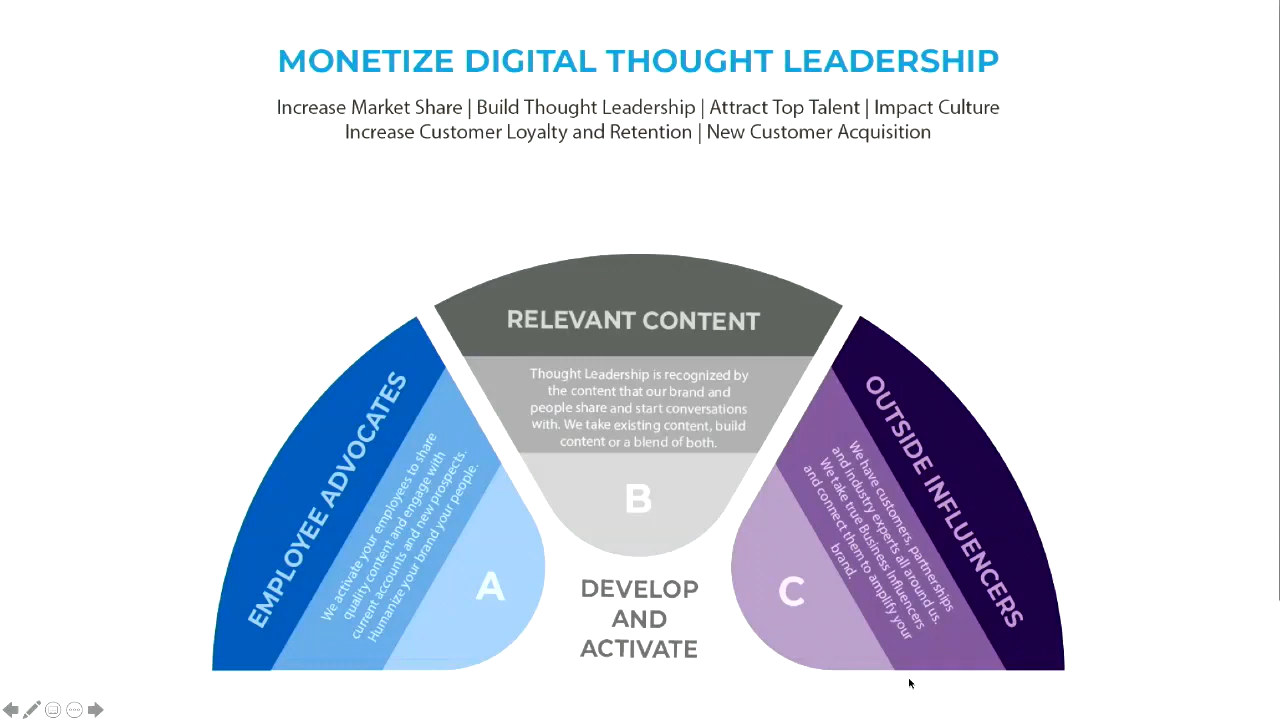 MONETIZE DIGITAL THOUGHT LEADERSHIP
Increase Market Share | Build Thought Leadership | Attract Top Talent | Impact Culture
Increase Customer Loyalty and Retention | New Customer Acquisition
EMPLOYEE ADVOCATES
We activate your employees to share
quality content and engage with
current accounts and new prospects.
Humanize your brand your people.
A
RELEVANT CONTENT
Thought Leadership is recognized by
the content that our brand and
people share and start conversations
with. We take existing content, build
content or a blend of both.
B
OUTSIDE INFLUENCERS
We have customers, partnerships
and industry experts all around us.
We take true Business Influencers
and connect them to amplify your
brand.
C
DEVELOP
AND
ACTIVATE